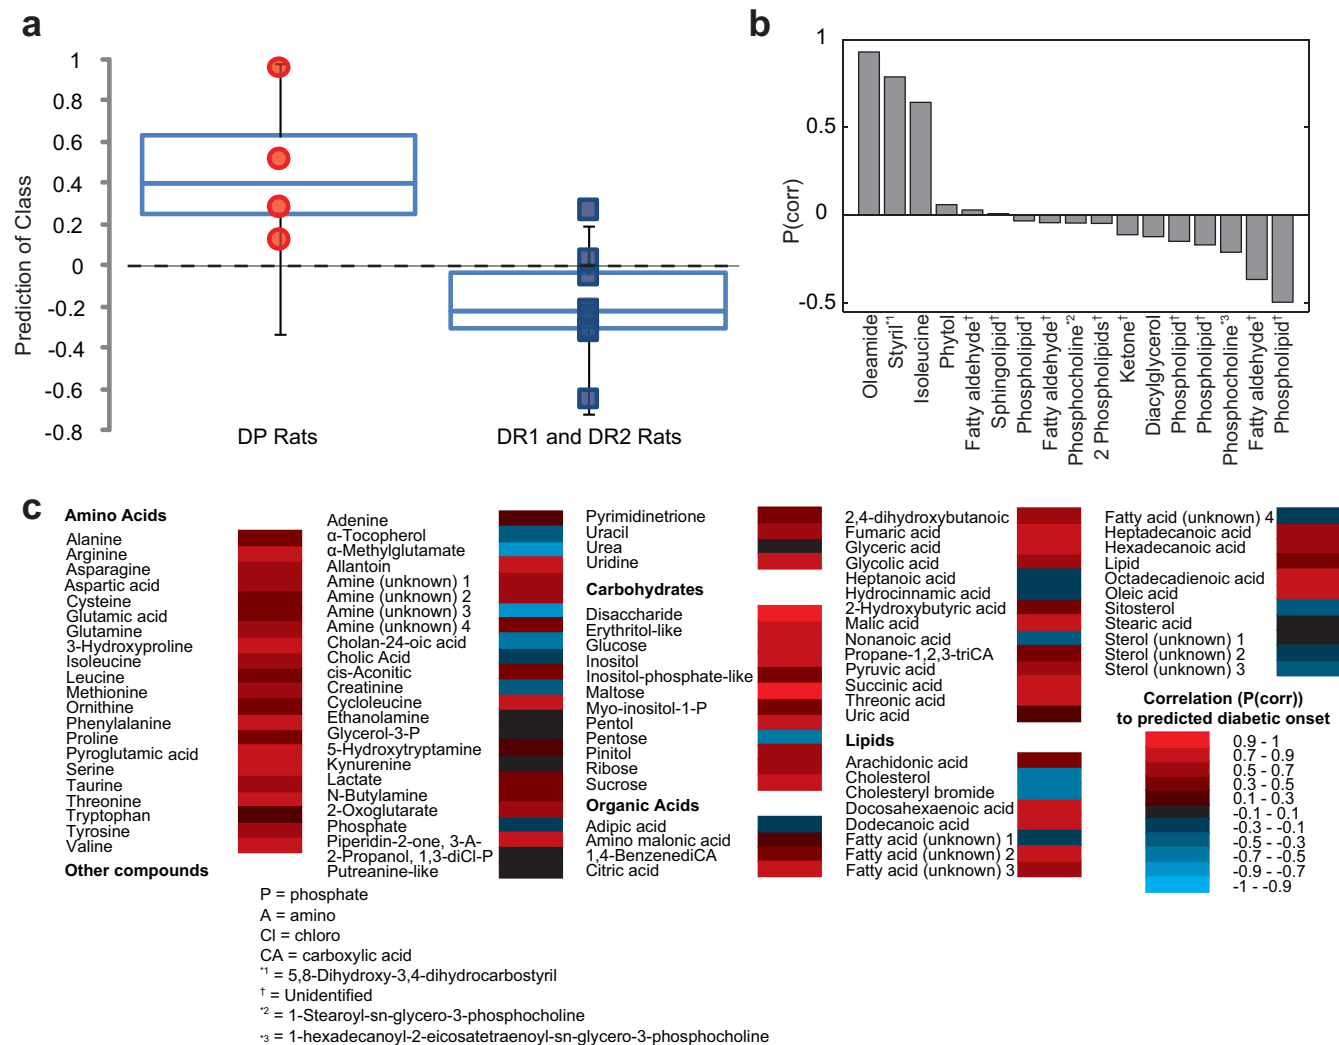 a
Prediction of Class
1
0.8
0.6
0.4
0.2
0
-0.2
-0.4
-0.6
-0.8
DP Rats
DR1 and DR2 Rats
b
P(corr)
1
0.5
0
-0.5
Oleamide
Styril*1
Isoleucine
Phytol
Fatty aldehyde†
Sphingolipid†
Phospholipid†
Fatty aldehyde†
Phosphocholine*2
2 Phospholipids†
Ketone†
Diacylglycerol
Phospholipid†
Phospholipid†
Phosphocholine*3
Fatty aldehyde†
Phospholipid†
c
Amino Acids
Alanine
Arginine
Asparagine
Aspartic acid
Cysteine
Glutamic acid
Glutamine
3-Hydroxyproline
Isoleucine
Leucine
Methionine
Ornithine
Phenylalanine
Proline
Pyroglutamic acid
Serine
Taurine
Threonine
Tryptophan
Tyrosine
Valine
Other compounds
Adenine
α-Tocopherol
α-Methylglutamate
Allantoin
Amine (unknown) 1
Amine (unknown) 2
Amine (unknown) 3
Amine (unknown) 4
Cholan-24-oic acid
Cholic Acid
cis-Aconitic
Creatinine
Cycloleucine
Ethanolamine
Glycerol-3-P
5-Hydroxytryptamine
Kynurenine
Lactate
N-Butylamine
2-Oxoglutarate
Phosphate
Piperidin-2-one, 3-A-
2-Propanol, 1,3-diCl-P
Putreanine-like
Pyrimidinetrione
Uracil
Urea
Uridine
Carbohydrates
Disaccharide
Erythritol-like
Glucose
Inositol
Inositol-phosphate-like
Maltose
Myo-inositol-1-P
Pentol
Pentose
Pinitol
Ribose
Sucrose
Organic Acids
Adipic acid
Amino malonic acid
1,4-BenzenediCA
Citric acid
2,4-dihydroxybutanoic
Fumaric acid
Glyceric acid
Glycolic acid
Heptanoic acid
Hydrocinnamic acid
2-Hydroxybutyric acid
Malic acid
Nonanoic acid
Propane-1,2,3-triCA
Pyruvic acid
Succinic acid
Threonic acid
Uric acid
Lipids
Arachidonic acid
Cholesterol
Cholesteryl bromide
Docosahexaenoic acid
Dodecanoic acid
Fatty acid (unknown) 1
Fatty acid (unknown) 2
Fatty acid (unknown) 3
Fatty acid (unknown) 4
Heptadecanoic acid
Hexadecanoic acid
Lipid
Octadecadienoic acid
Oleic acid
Sitosterol
Stearic acid
Sterol (unknown) 1
Sterol (unknown) 2
Sterol (unknown) 3
Correlation (P(corr))
to predicted diabetic onset
0.9 - 1
0.7 - 0.9
0.5 - 0.7
0.3 - 0.5
0.1 - 0.3
-0.1 - 0.1
-0.3 - -0.1
-0.5 - -0.3
-0.7 - -0.5
-0.9 - -0.7
-1 - -0.9
P = phosphate
A = amino
Cl = chloro
CA = carboxylic acid
*1 = 5,8-Dihydroxy-3,4-dihydrocarbostyril
† = Unidentified
*2 = 1-Stearoyl-sn-glycero-3-phosphocholine
*3 = 1-hexadecanoyl-2-eicosatetraenoyl-sn-glycero-3-phosphocholine